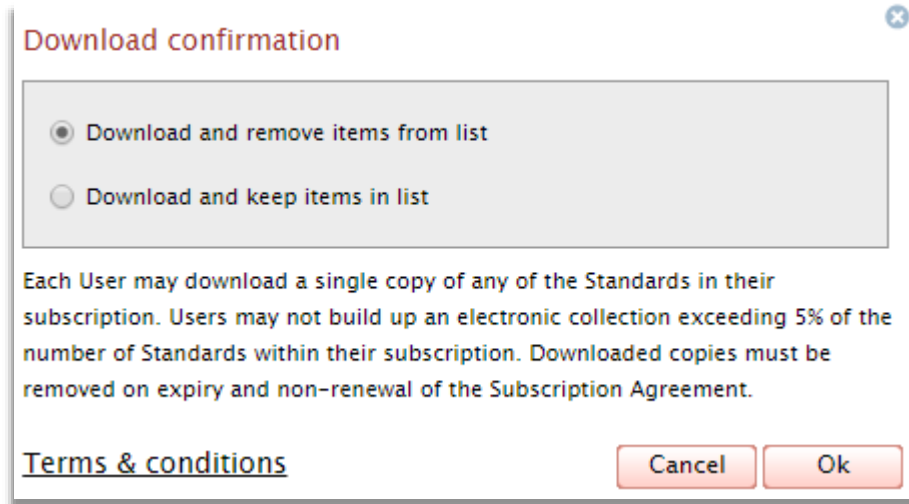 Download confirmation
Download and remove items from list
Download and keep items in list
Each User may download a single copy of any of the Standards in their
subscription. Users may not build up an electronic collection exceeding 5% of the
number of Standards within their subscription. Downloaded copies must be
removed on expiry and non-renewal of the Subscription Agreement.
Terms & conditions
Cancel
Ok